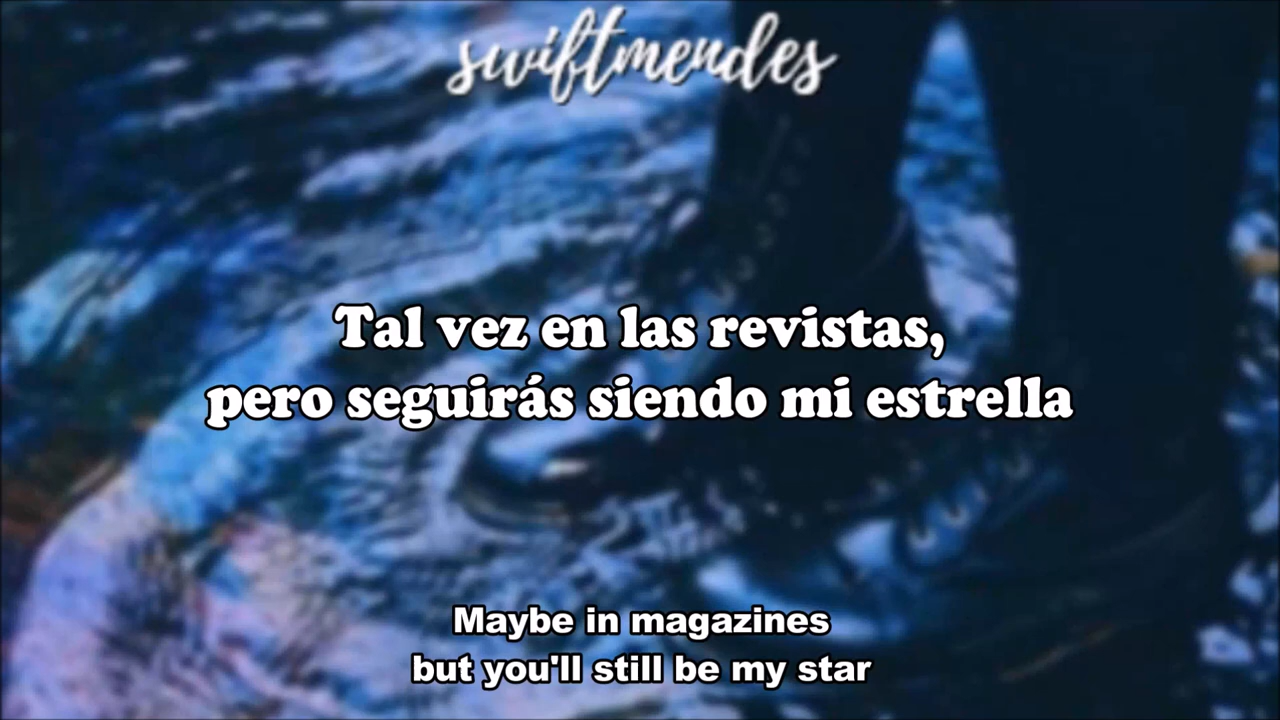 swiftmendes
Tal vez en las revistas,
pero seguirás siendo mi estrella
Maybe in magazines
but you'll still be my star